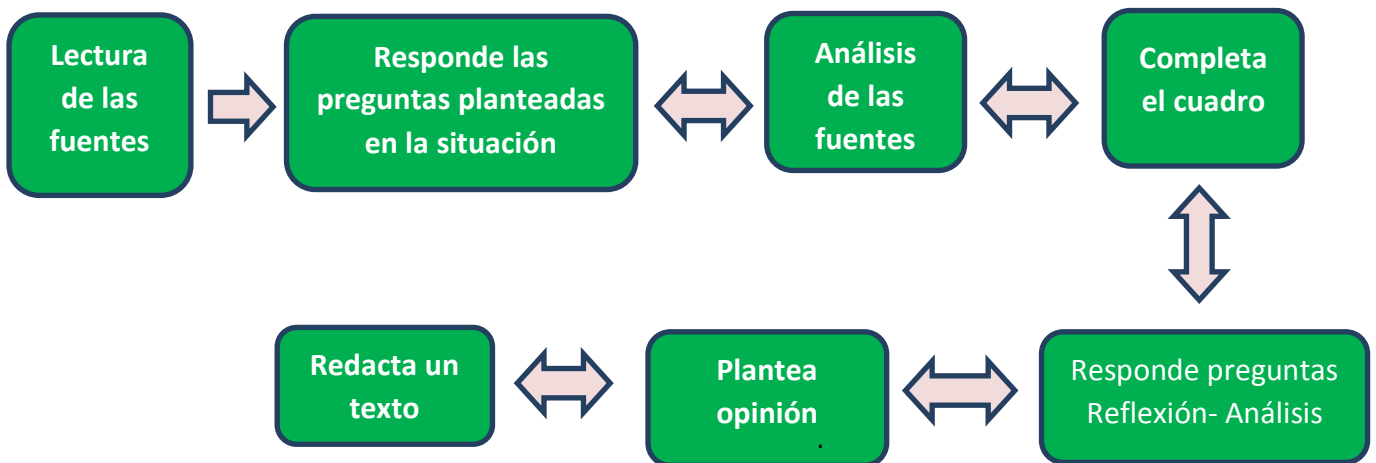 Lectura
de las
fuentes
Responde las
preguntas planteadas
en la situación
Análisis
de las
fuentes
Completa
el cuadro
Redacta un
texto
Plantea
opinión
.
Responde preguntas
Reflexión- Análisis